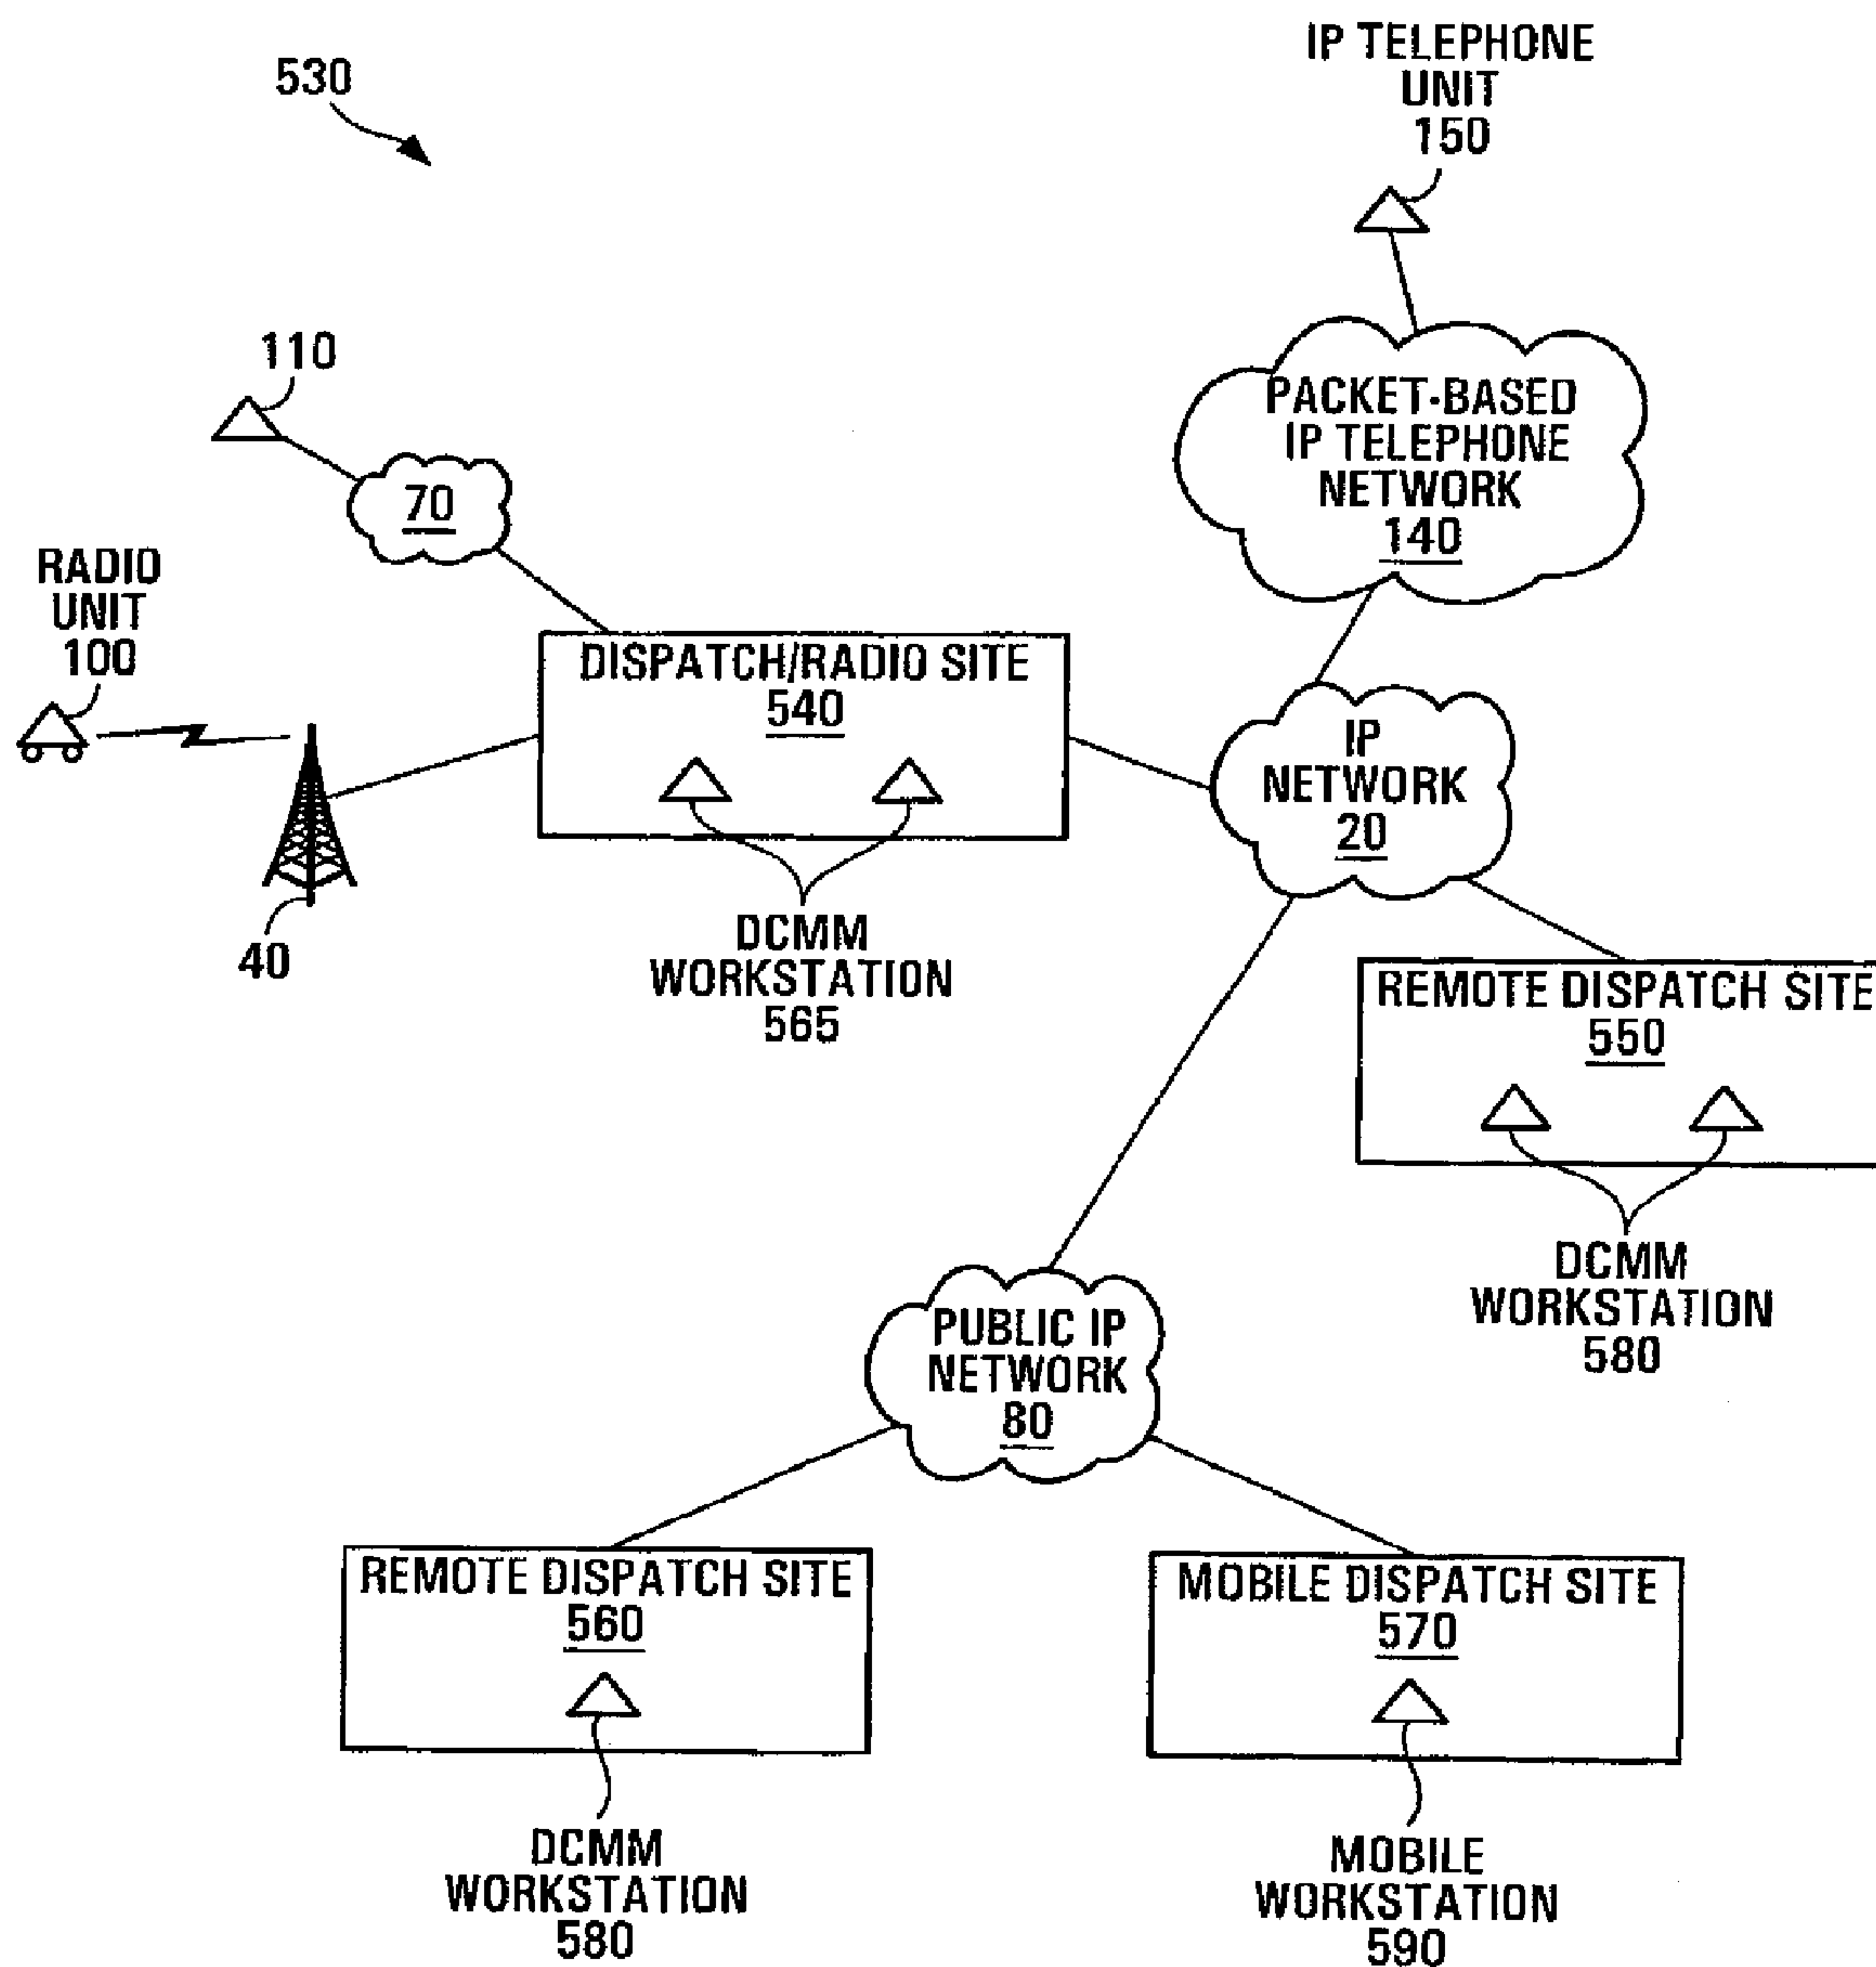 530
IP TELEPHONE
UNIT
150
110
70
PACKET-BASED
IP TELEPHONE
NETWORK
140
RADIO
UNIT
100
DISPATCH/RADIO SITE
540
IP
NETWORK
20
40
DCMM
WORKSTATION
565
REMOTE DISPATCH SITE
550
DCMM
WORKSTATION
580
PUBLIC IP
NETWORK
80
REMOTE DISPATCH SITE
560
MOBILE DISPATCH SITE
570
DCMM
WORKSTATION
580
MOBILE
WORKSTATION
590